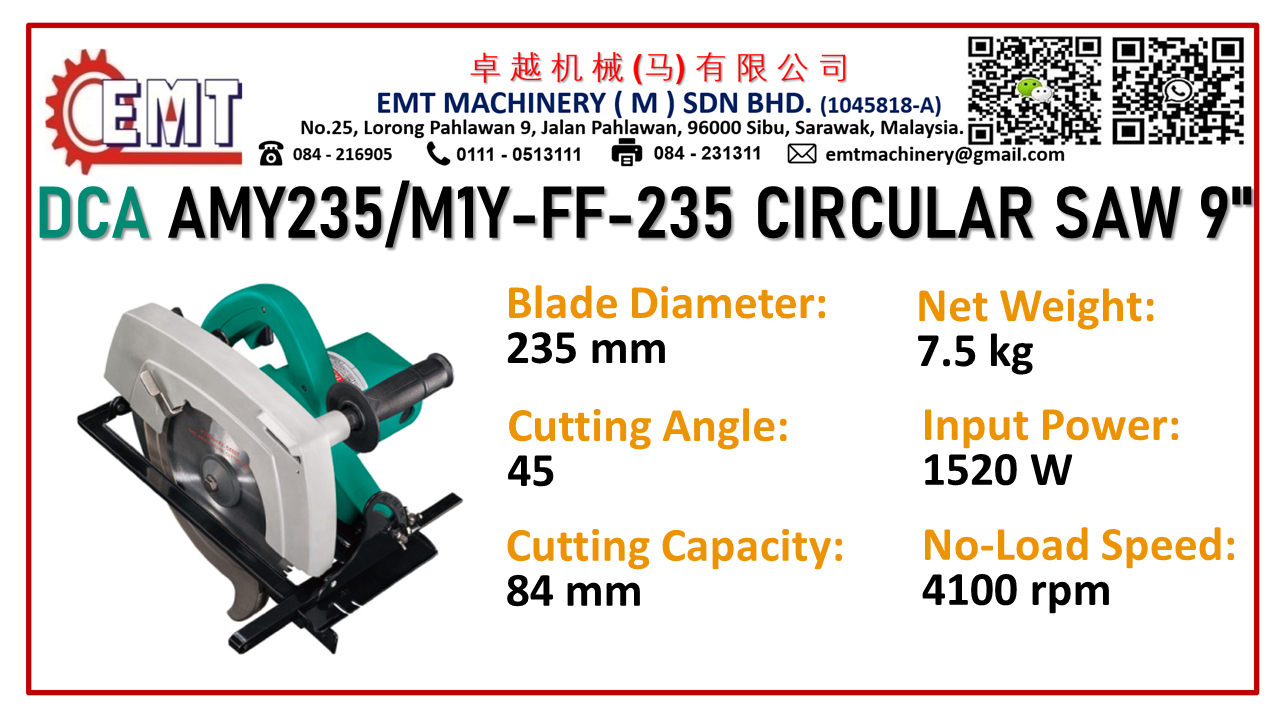 EMT
卓越机械(马)有限公司
EMT MACHINERY ( M ) SDN BHD. (1045818-A)
No.25, Lorong Pahlawan 9, Jalan Pahlawan, 96000 Sibu, Sarawak, Malaysia.
084 - 216905 0111 - 0513111 084 - 231311 emtmachinery@gmail.com
DCA AMY235/M1Y-FF-235 CIRCULAR SAW 9"
Blade Diameter:
235 mm
Net Weight:
7.5 kg
Cutting Angle:
45
Input Power:
1520 W
Cutting Capacity:
84 mm
No-Load Speed:
4100 rpm